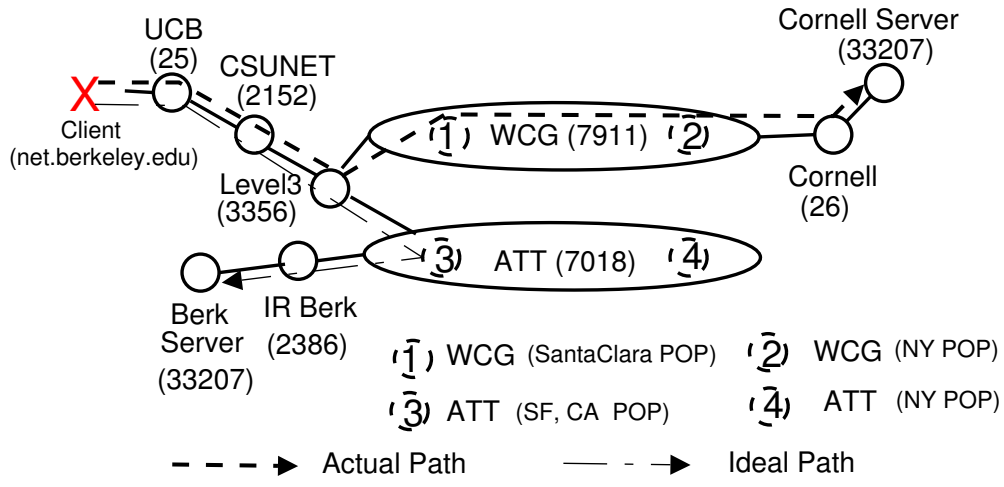 UCB
(25)
CSUNET
(2152)
Cornell Server
(33207)
X
Client
(net.berkeley.edu)
1 WCG (7911) 2
Level3
(3356)
Cornell
(26)
3 ATT (7018) 4
Berk
Server
(33207)
IR Berk
(2386)
1 WCG (SantaClara POP)
2 WCG (NY POP)
3 ATT (SF, CA POP)
4 ATT (NY POP)
Actual Path
Ideal Path